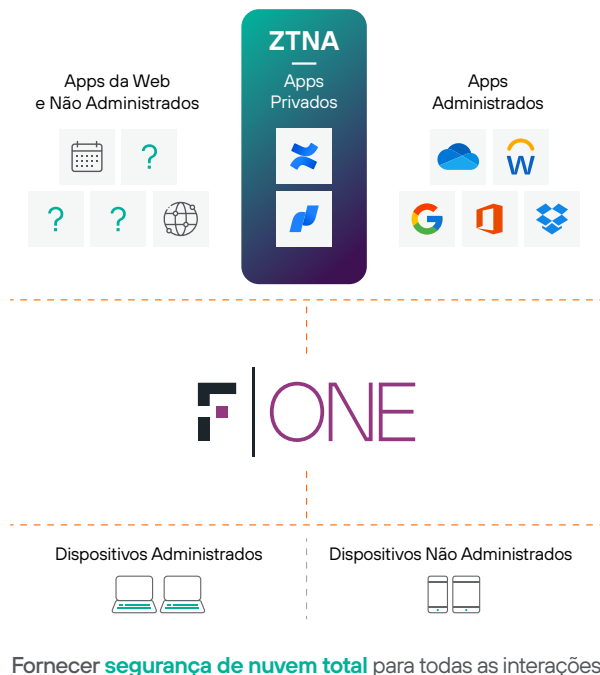 ZTNA
Apps da Web
e Não Administrados
Apps
Privados
Apps
Administrados
?
?
?
W
G
F|ONE
Dispositivos Administrados
Dispositivos Não Administrados
Fornecer segurança de nuvem total para todas as interações